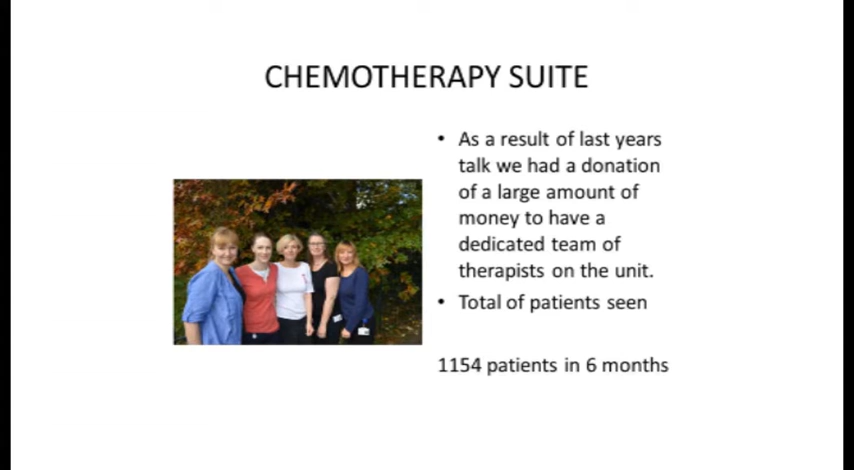 CHEMOTHERAPY SUITE
• As a result of last years
talk we had a donation
of a large amount of
money to have a
dedicated team of
therapists on the unit.
• Total of patients seen
1154 patients in 6 months